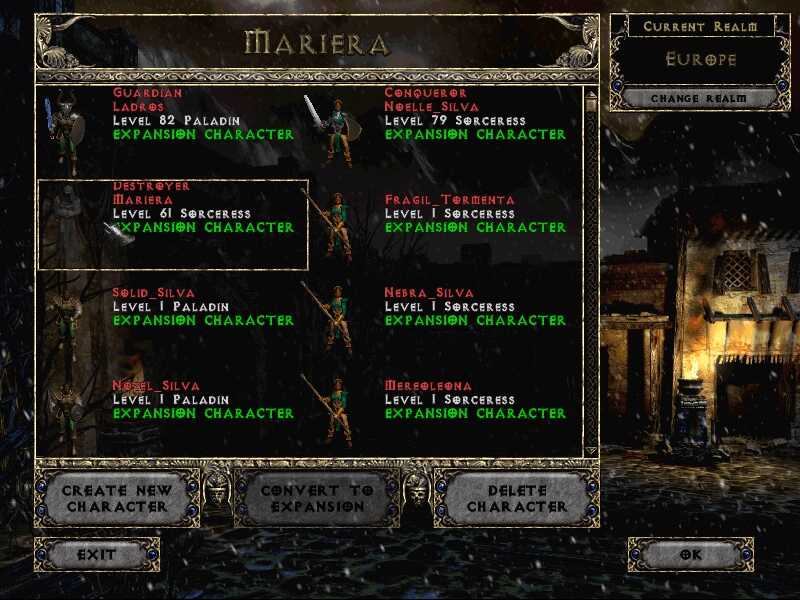 Mariera
Current Realm
Europe
Change Realm
Guardian
Ladros
Level 82 Paladin
EXPANSION CHARACTER
Conqueror
Noelle_Silva
Level 79 Sorceress
EXPANSION CHARACTER
Destroyer
Mariera
Level 61 Sorceress
EXPANSION CHARACTER
Fragil_Tormenta
Level 1 Sorceress
EXPANSION CHARACTER
Solid_Silva
Level 1 Paladin
EXPANSION CHARACTER
Nebra_Silva
Level 1 Sorceress
EXPANSION CHARACTER
Nozel_Silva
Level 1 Paladin
EXPANSION CHARACTER
Mereoleona
Level 1 Sorceress
EXPANSION CHARACTER
CREATE NEW
CHARACTER
CONVERT TO
EXPANSION
DELETE
CHARACTER
EXIT
OK